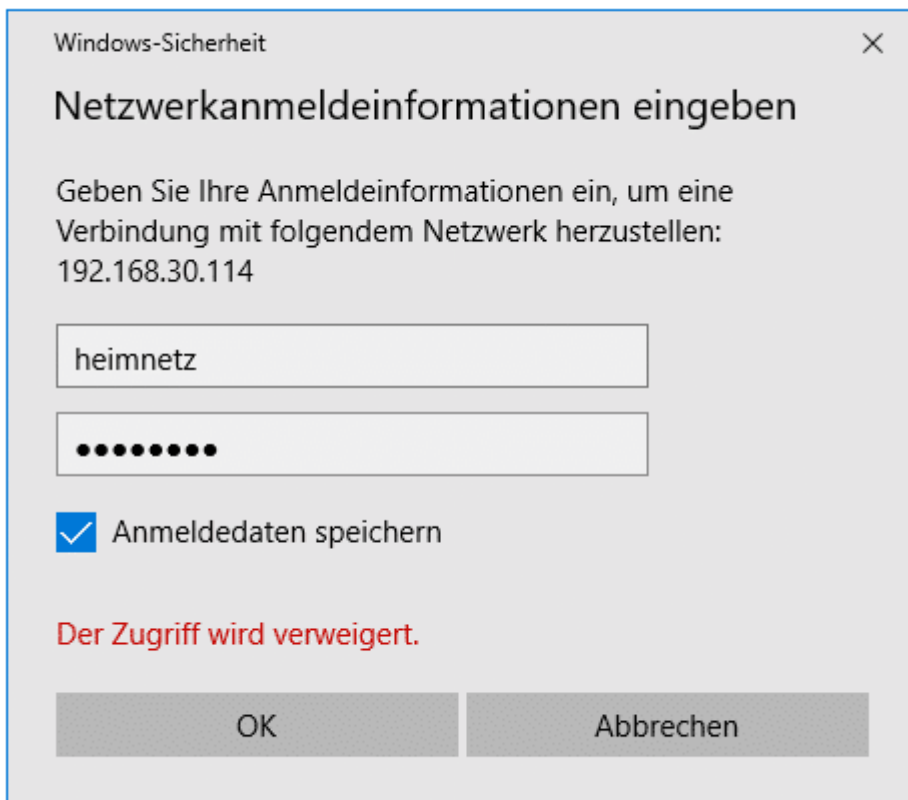 Windows-Sicherheit
Netzwerkanmeldeinformationen eingeben
Geben Sie Ihre Anmeldeinformationen ein, um eine
Verbindung mit folgendem Netzwerk herzustellen:
192.168.30.114
heimnetz
••••••••
Anmeldedaten speichern
Der Zugriff wird verweigert.
OK
Abbrechen